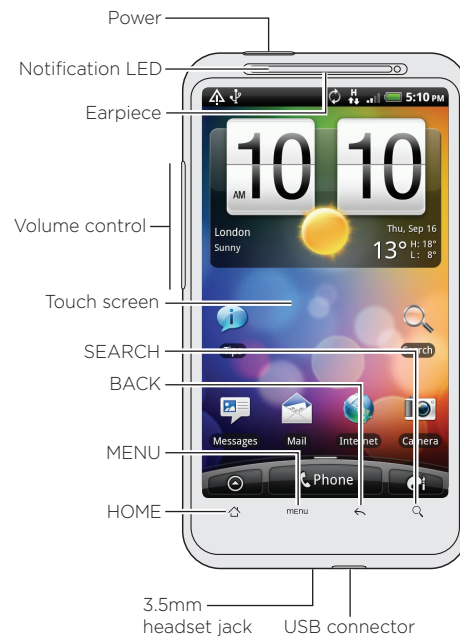 Power
Notification LED
Earpiece
H
5:10 PM
10 10
AM
Volume control
London
Sunny
Thu, Sep 16
13° H: 18°
L: 8°
Touch screen
Tips
Search
SEARCH
BACK
Messages Mail Internet Camera
MENU
Phone
HOME
MENU
3.5mm
headset jack
USB connector